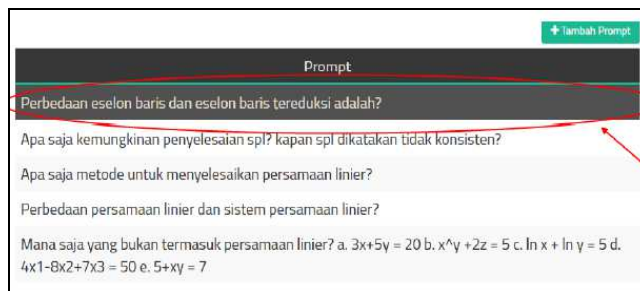 + Tambah Prompt
Prompt
Perbedaan eselon baris dan eselon baris tereduksi adalah?
Apa saja kemungkinan penyelesaian spl? kapan spl dikatakan tidak konsisten?
Apa saja metode untuk menyelesaikan persamaan linier?
Perbedaan persamaan linier dan sistem persamaan linier?
Mana saja yang bukan termasuk persamaan linier? a. 3x+5y = 20 b. x^y +2z = 5 c. ln x + ln y = 5 d.
4x1-8x2+7x3 = 50 e. 5+xy = 7